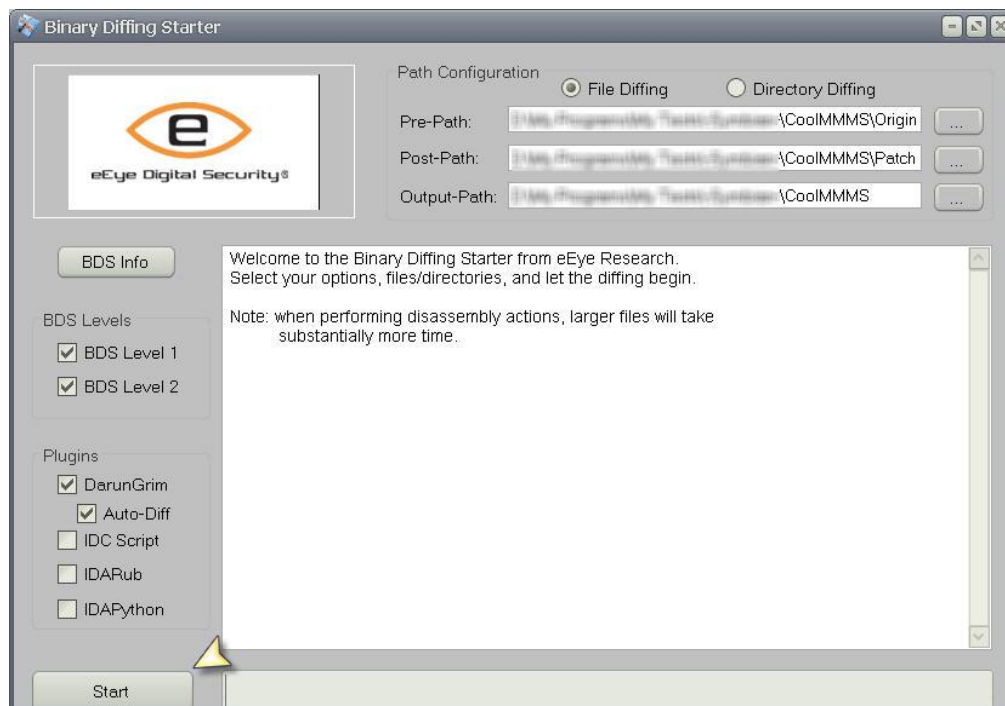 Binary Diffing Starter
e
eEye Digital Security®
Path Configuration
File Diffing
Directory Diffing
Pre-Path:
\CoolMMMS\Origin
...
Post-Path:
\CoolMMMS\Patch
...
Output-Path:
\CoolMMMS
...
BDS Info
Welcome to the Binary Diffing Starter from eEye Research.
Select your options, files/directories, and let the diffing begin.
Note: when performing disassembly actions, larger files will take
substantially more time.
BDS Levels
BDS Level 1
BDS Level 2
Plugins
DarunGrim
Auto-Diff
IDC Script
IDARub
IDAPython
Start